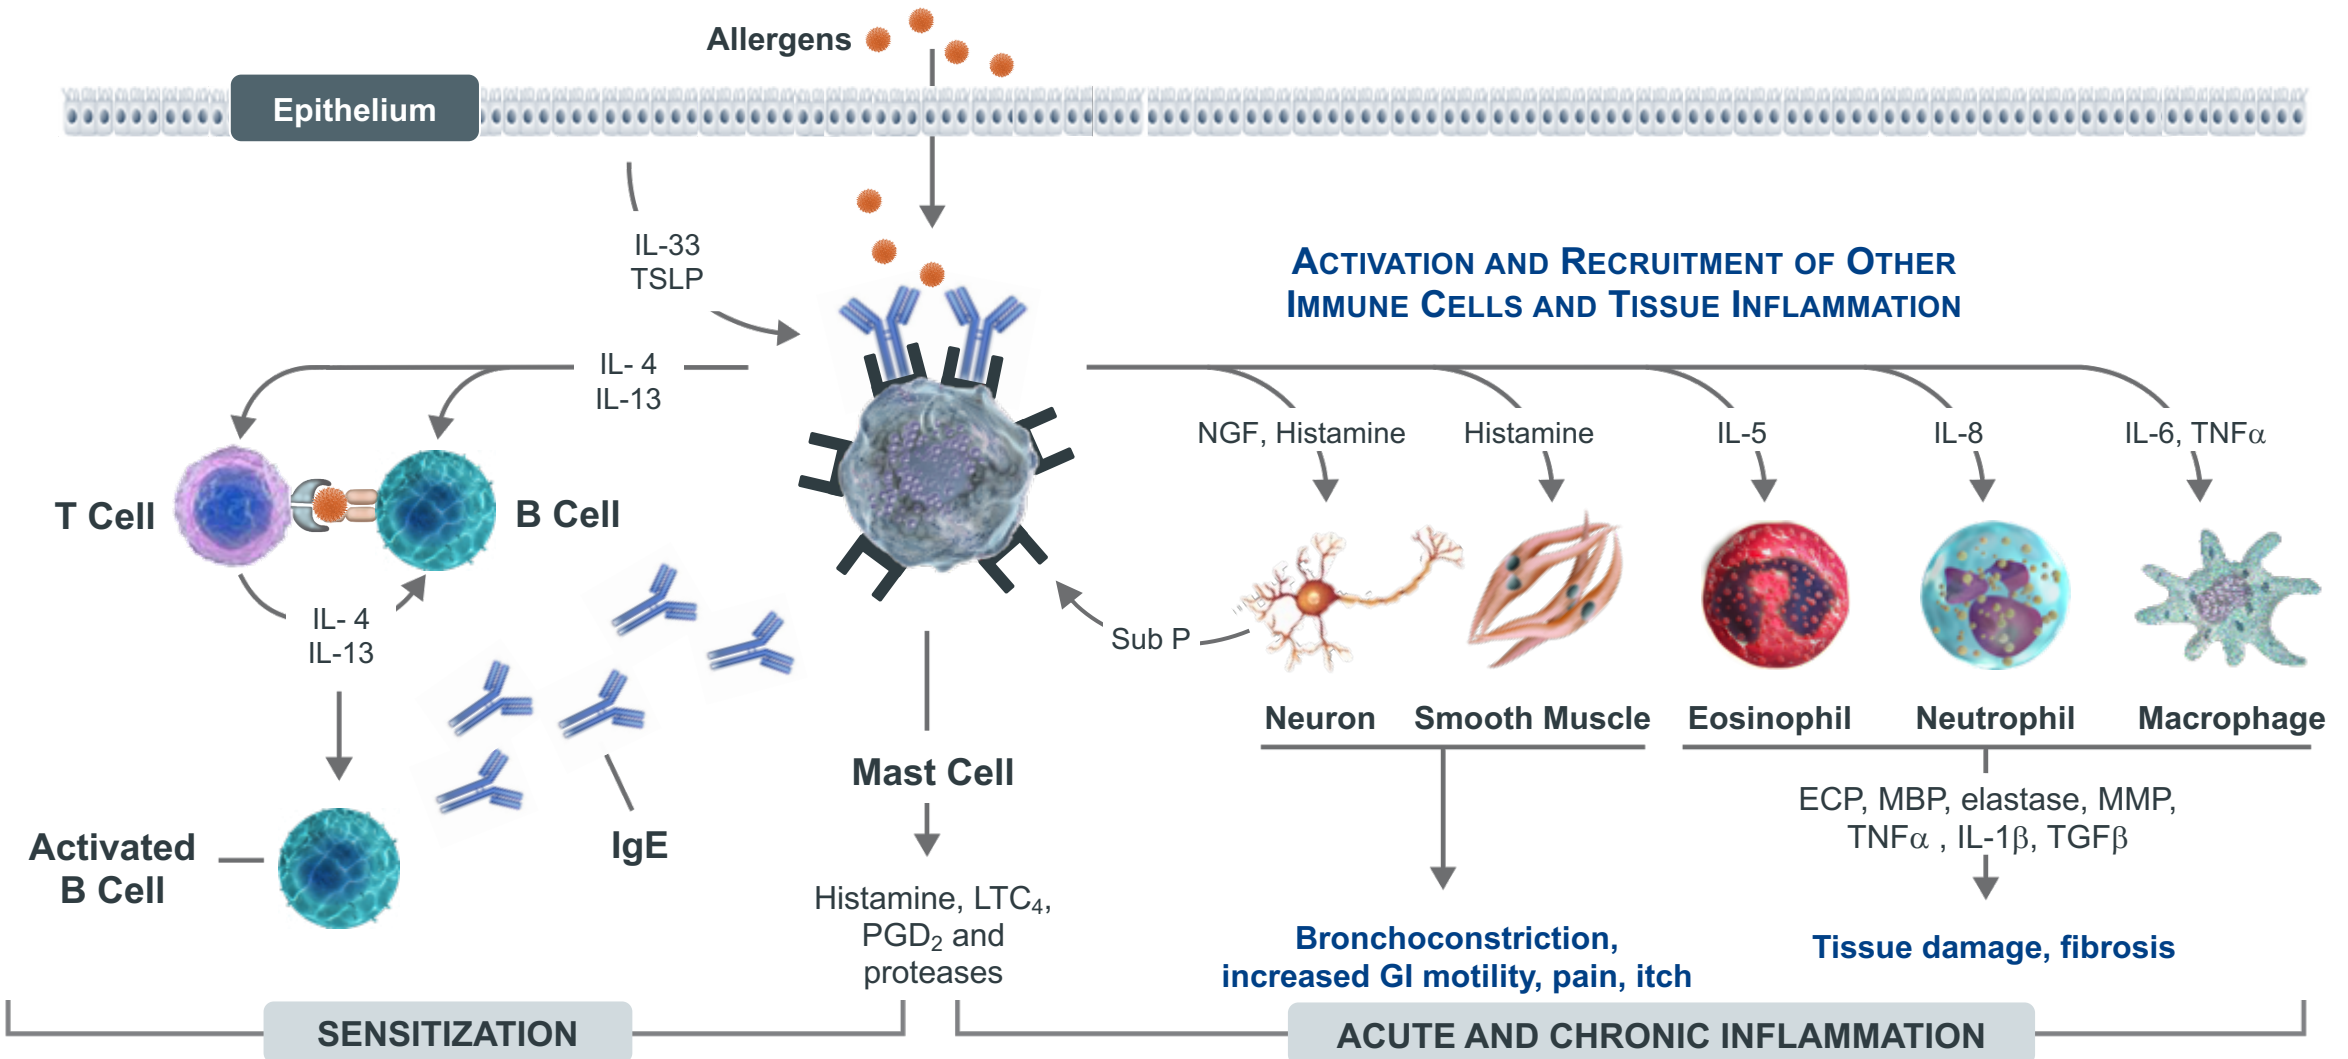 Allergens
Epithelium
IL-33
TSLP
ACTIVATION AND RECRUITMENT OF OTHER
IMMUNE CELLS AND TISSUE INFLAMMATION
IL- 4
IL-13
NGF, Histamine
Histamine
IL-5
IL-8
IL-6, TNFα
T Cell
B Cell
IL- 4
IL-13
Sub P
Neuron
Smooth Muscle
Eosinophil
Neutrophil
Macrophage
Mast Cell
ECP, MBP, elastase, MMP,
TNFα , IL-1β, TGFβ
IgE
Activated
B Cell
Histamine, LTC₄,
PGD₂ and
proteases
Bronchoconstriction,
increased GI motility, pain, itch
Tissue damage, fibrosis
SENSITIZATION
ACUTE AND CHRONIC INFLAMMATION